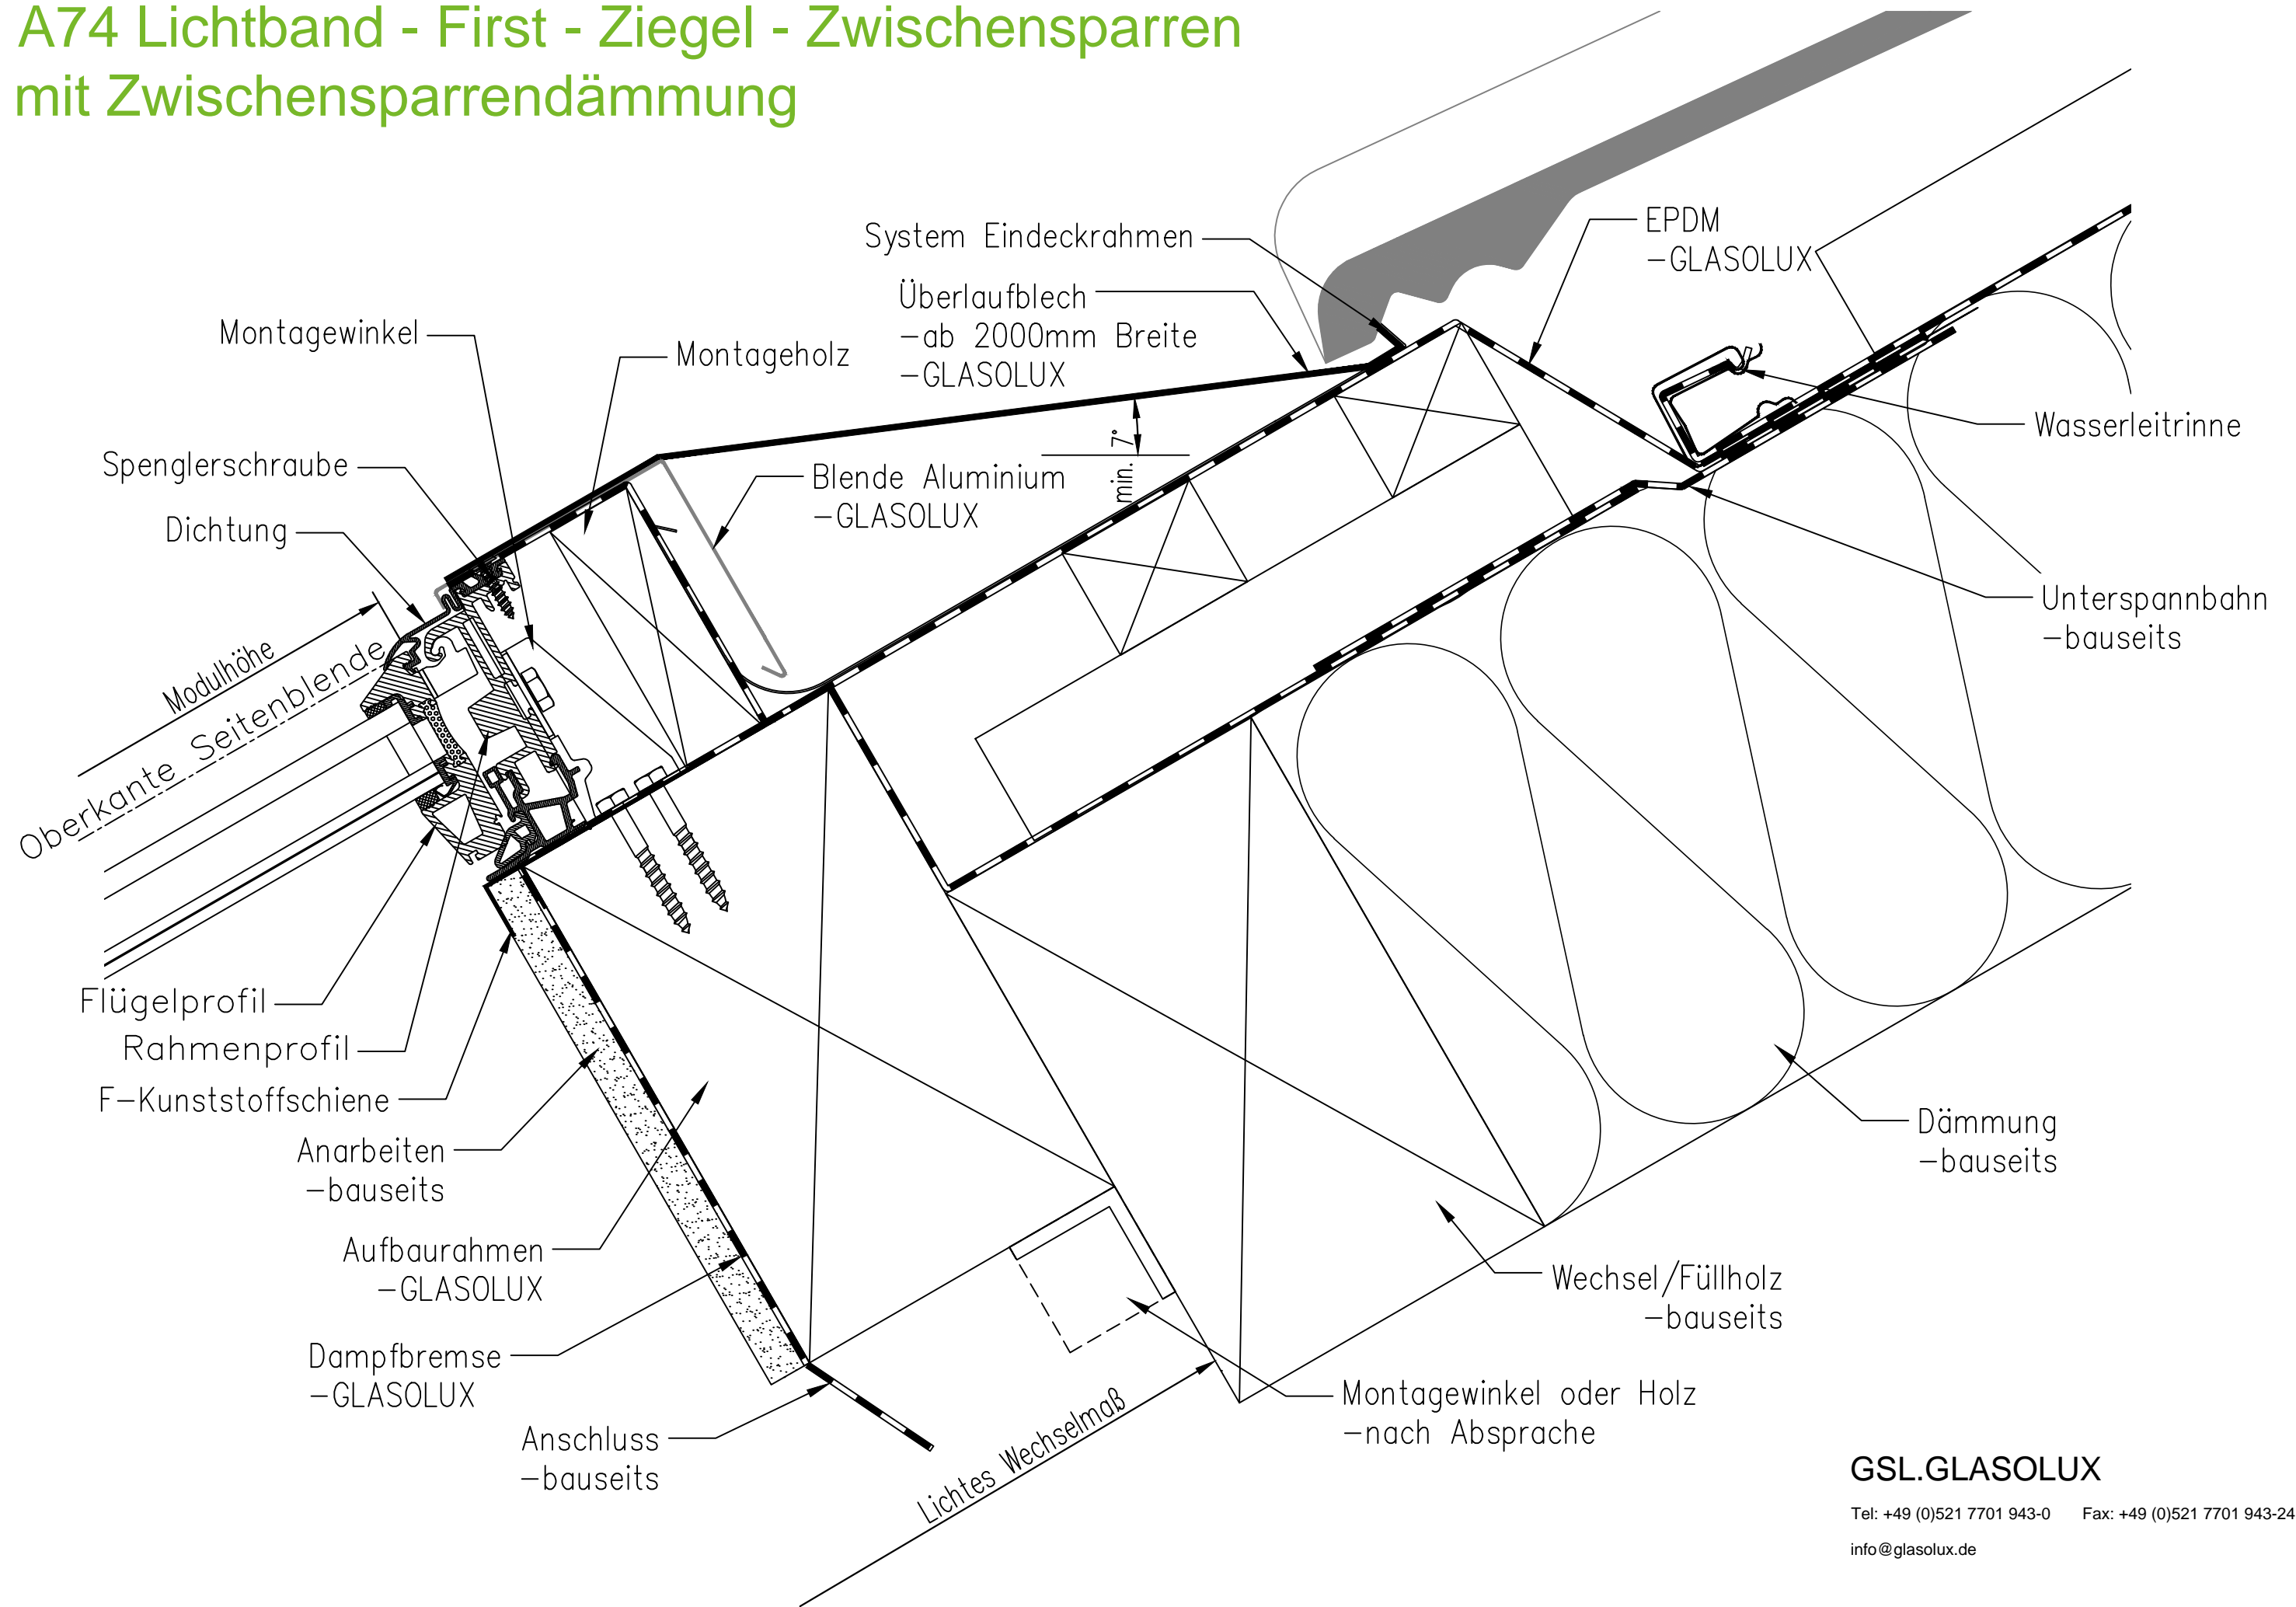 A74 Lichtband - First - Ziegel - Zwischensparren
mit Zwischensparrendämmung
System Eindeckrahmen
EPDM
-GLASOLUX
Überlaufblech
-ab 2000mm Breite
-GLASOLUX
Montagewinkel
Montageholz
Wasserleitrinne
Spenglerschraube
Blende Aluminium
-GLASOLUX
min. 7°
Dichtung
Unterspannbahn
-bauseits
Modulhöhe
Oberkante Seitenblende
Flügelprofil
Rahmenprofil
F-Kunststoffschiene
Anarbeiten
-bauseits
Dämmung
-bauseits
Aufbaurahmen
-GLASOLUX
Wechsel/Füllholz
-bauseits
Dampfbremse
-GLASOLUX
Montagewinkel oder Holz
-nach Absprache
Anschluss
-bauseits
Lichtes Wechselmaß
GSL.GLASOLUX
Tel: +49 (0)521 7701 943-0 Fax: +49 (0)521 7701 943-24
info@glasolux.de